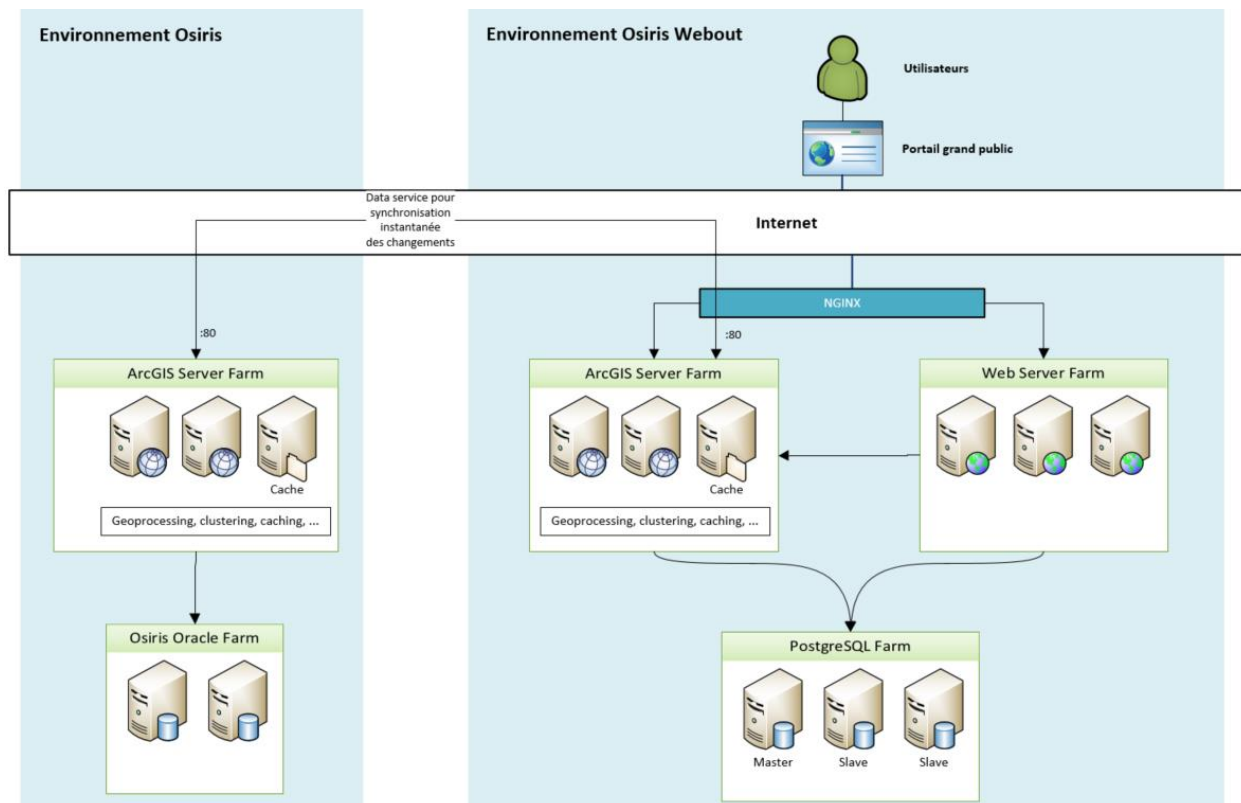 Environnement Osiris
Environnement Osiris Webout
Utilisateurs
Portail grand public
Data service pour
synchronisation
instantanée
des changements
Internet
NGINX
:80
:80
ArcGIS Server Farm
Cache
Geoprocessing, clustering, caching, ...
ArcGIS Server Farm
Cache
Geoprocessing, clustering, caching, ...
Web Server Farm
Osiris Oracle Farm
PostgreSQL Farm
Master
Slave
Slave